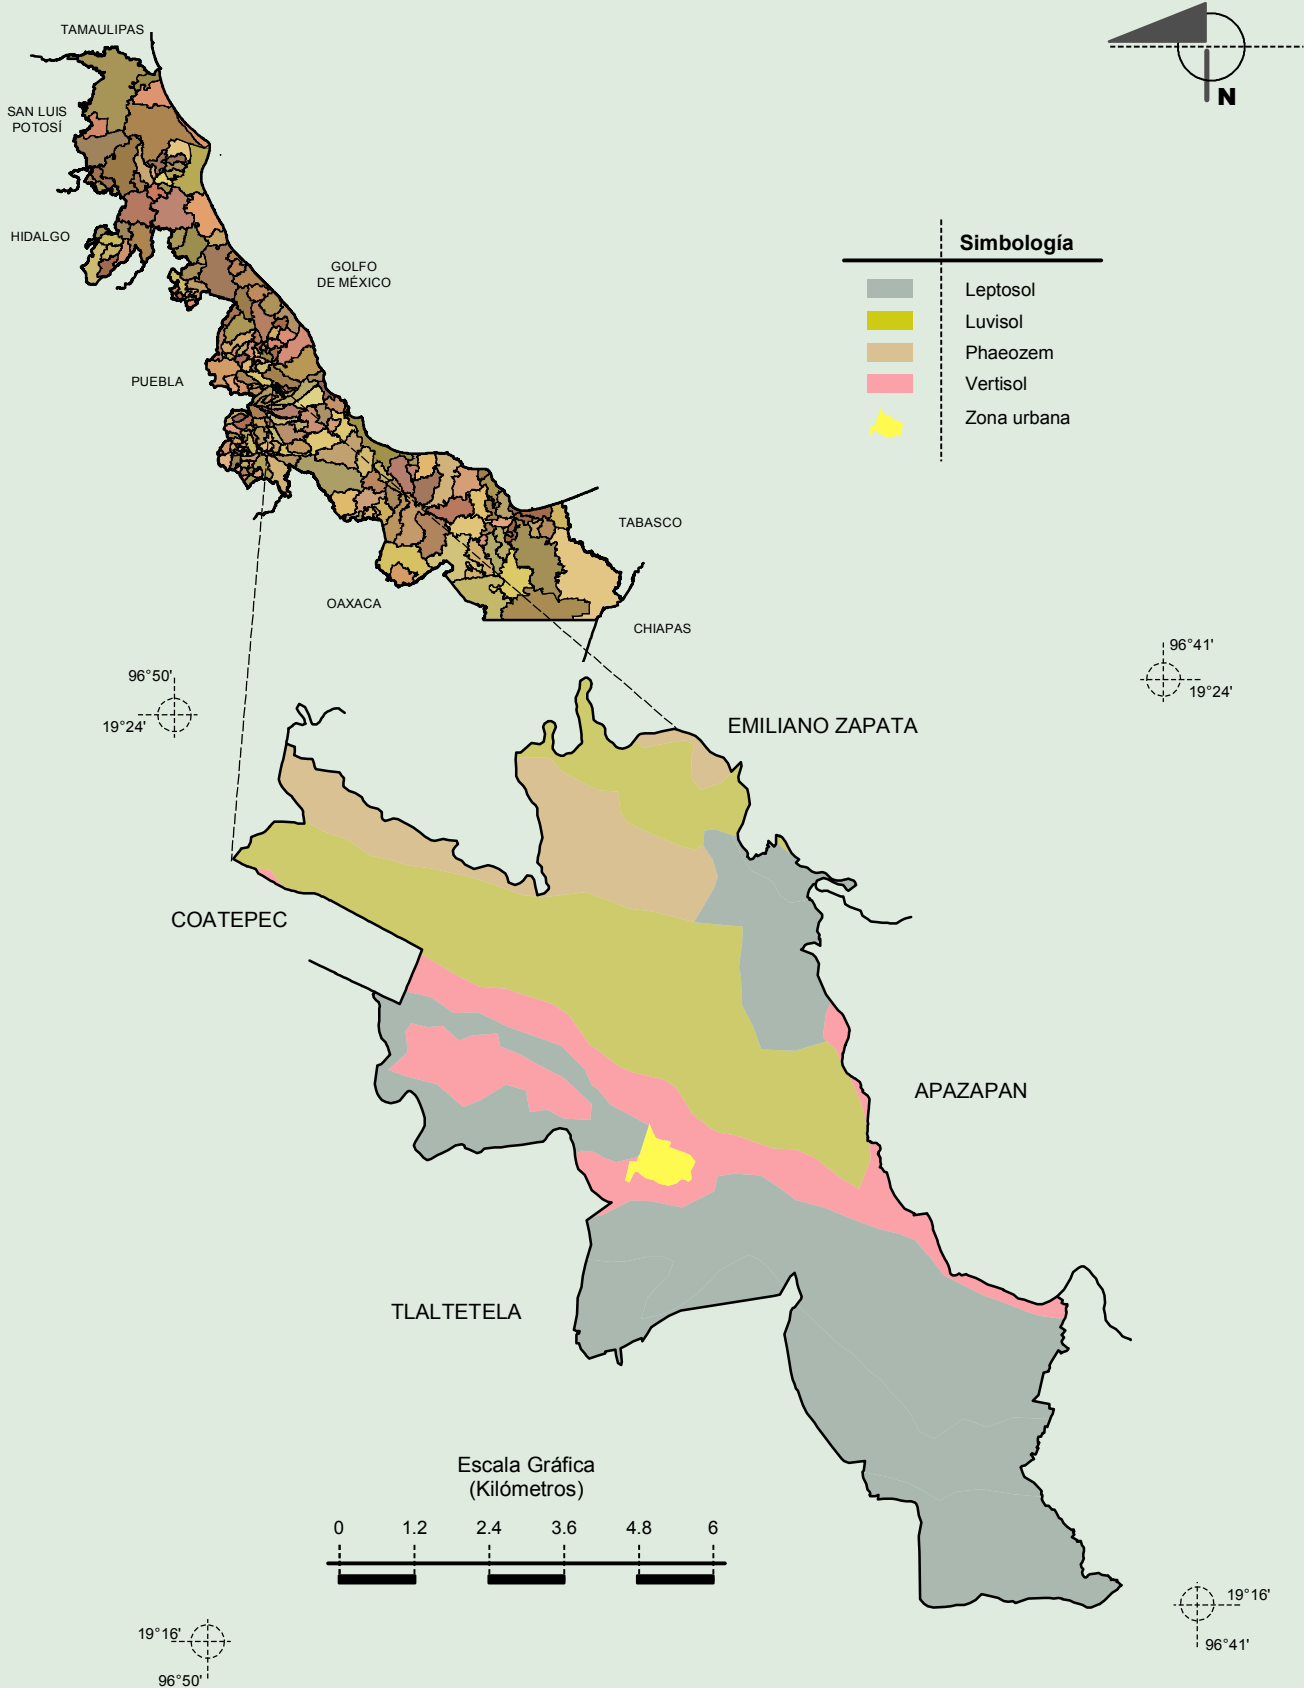 TAMAULIPAS
N
SAN LUIS
POTOSÍ
HIDALGO
GOLFO
DE MÉXICO
Simbología
Leptosol
Luvisol
Phaeozem
Vertisol
Zona urbana
PUEBLA
TABASCO
OAXACA
CHIAPAS
96°50'
19°24'
96°41'
19°24'
EMILIANO ZAPATA
COATEPEC
APAZAPAN
TLALTETELA
Escala Gráfica
(Kilómetros)
0 1.2 2.4 3.6 4.8 6
19°16'
96°50'
19°16'
96°41'